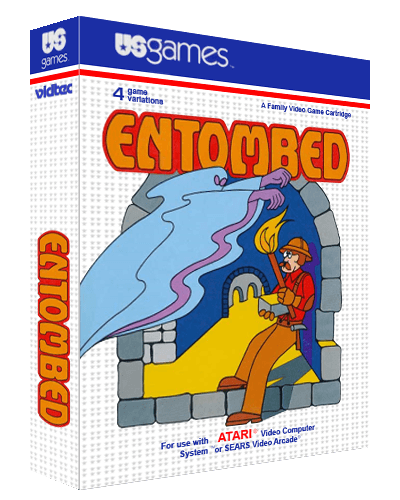 US
games
vidtec
ENTOMBED
USgames™
4 game
variations
A Family Video Game Cartridge
ENTOMBED
For use with ATARI® Video Computer
System™ or SEARS Video Arcade™